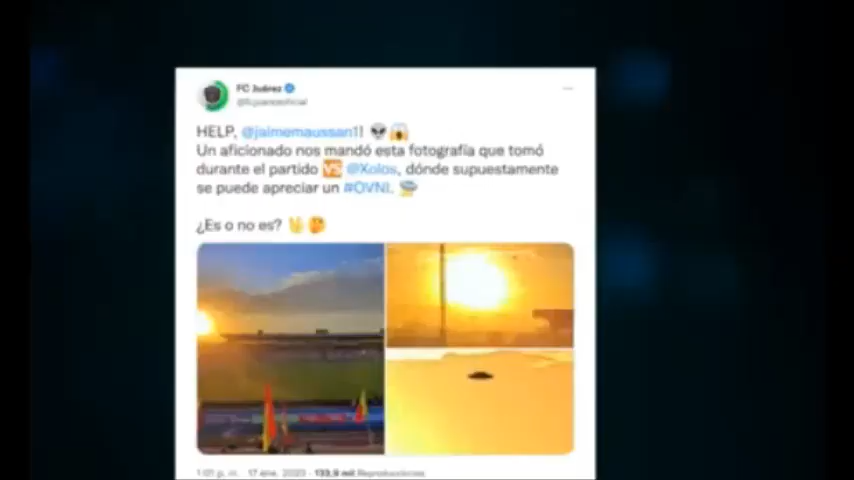 FC Juárez
@fcjuarezoficial
HELP, @jaimemaussan1! 👽😱
Un aficionado nos mandó esta fotografía que tomó
durante el partido 🆚 @Xolos, dónde supuestamente
se puede apreciar un #OVNI. 🛸
¿Es o no es? 🖖🤔
1:01 p. m. · 17 ene. 2023 · 133,9 mil Reproducciones